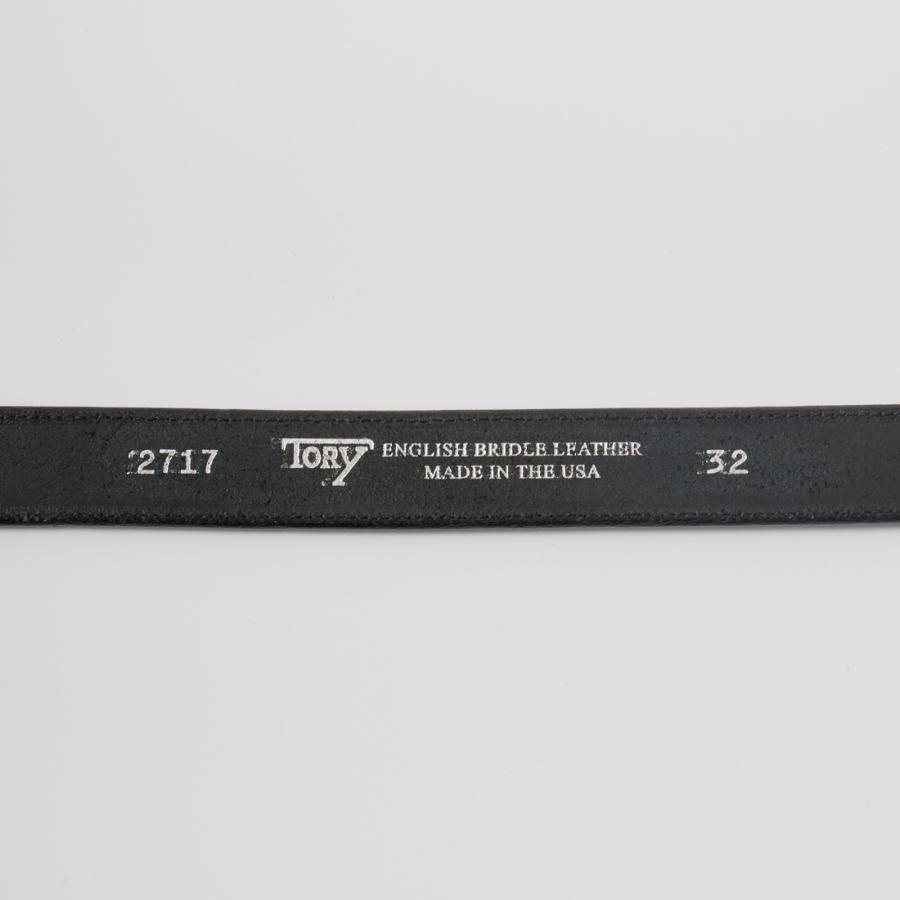 2717 TORY ENGLISH BRIDLE LEATHER 32
MADE IN THE USA